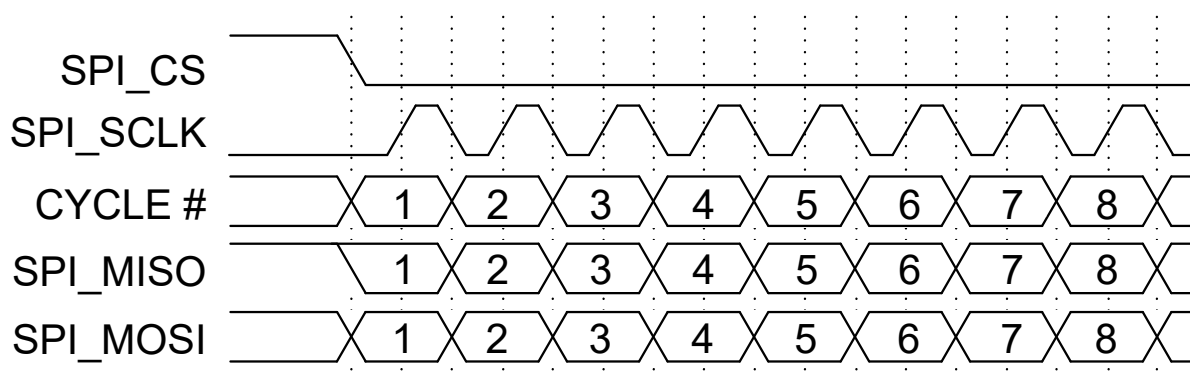 SPI_CS
SPI_SCLK
CYCLE # 1 2 3 4 5 6 7 8
SPI_MISO 1 2 3 4 5 6 7 8
SPI_MOSI 1 2 3 4 5 6 7 8